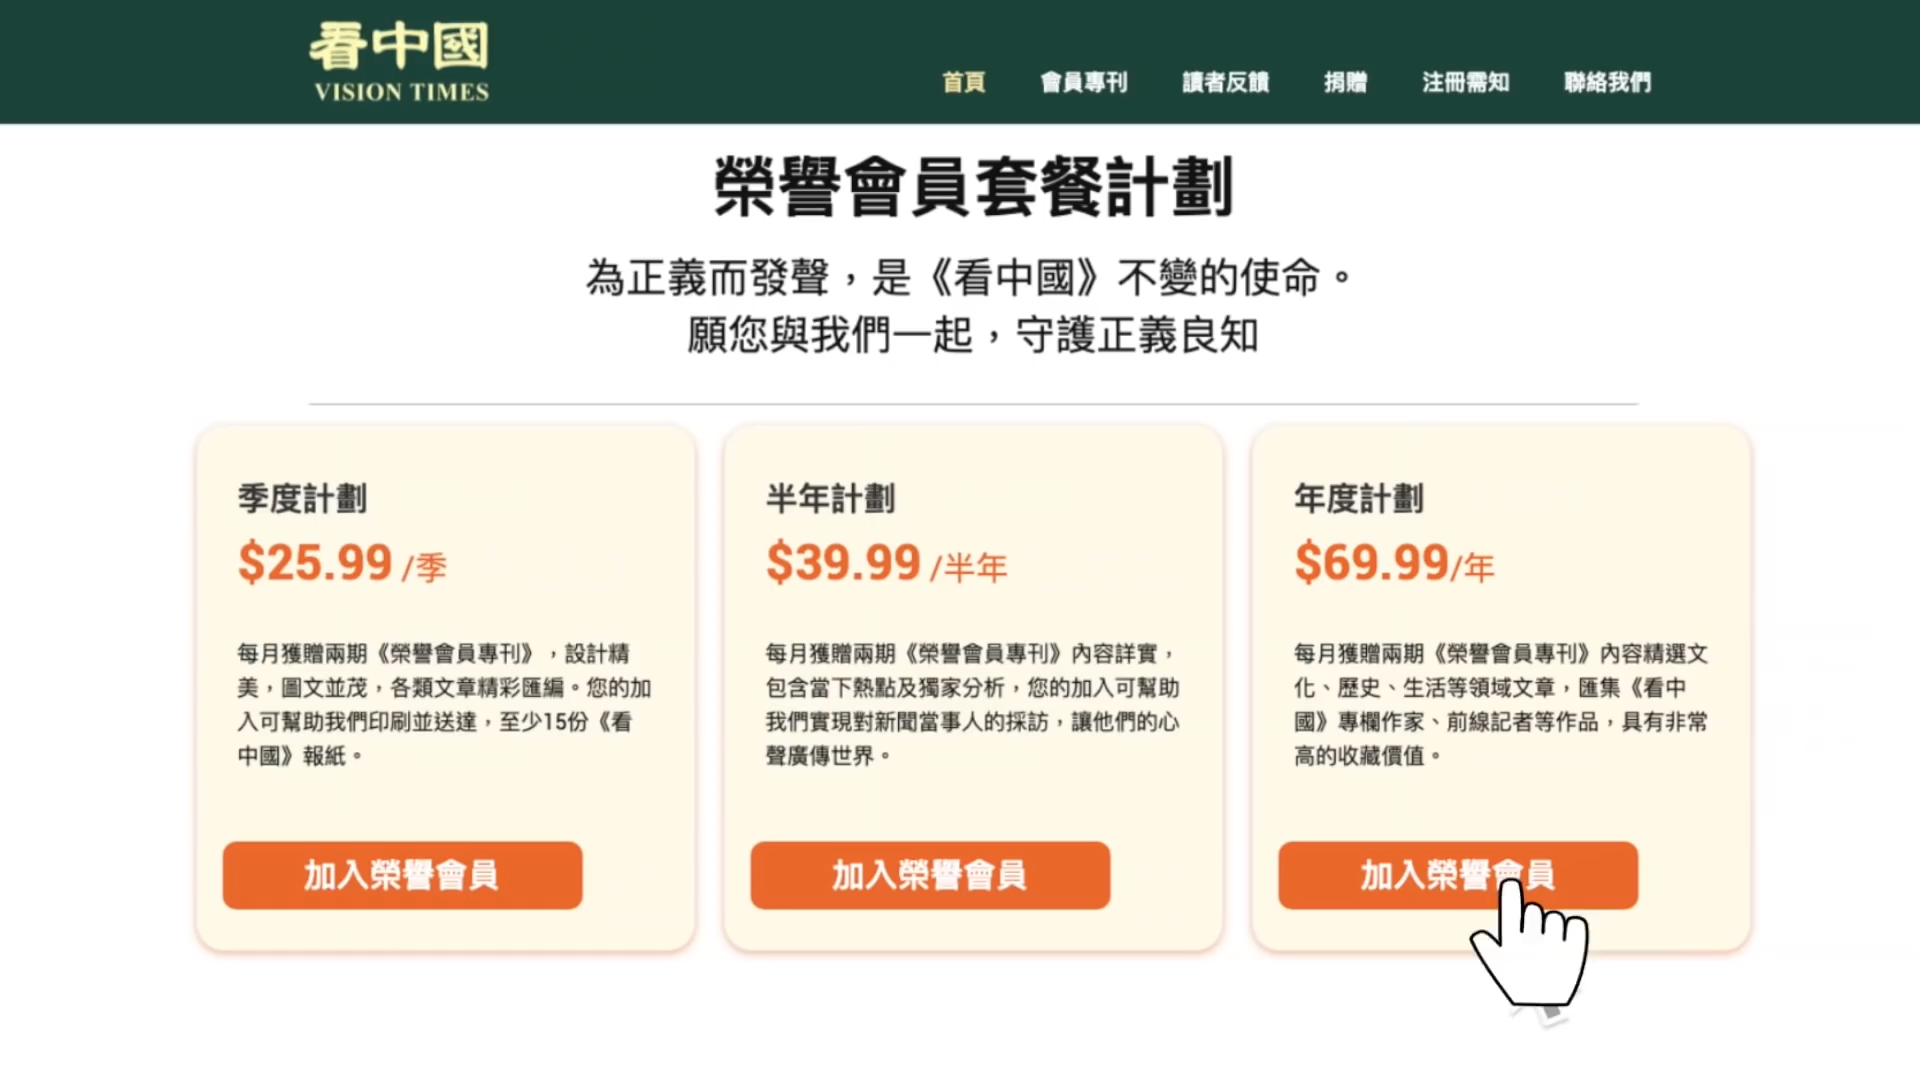 看中國
VISION TIMES
首頁 會員專刊 讀者反饋 捐贈 注冊需知 聯絡我們
榮譽會員套餐計劃
為正義而發聲，是《看中國》不變的使命。
願您與我們一起，守護正義良知
季度計劃
$25.99 /季
每月獲贈兩期《榮譽會員專刊》，設計精
美，圖文並茂，各類文章精彩匯編。您的加
入可幫助我們印刷並送達，至少15份《看
中國》報紙。
加入榮譽會員
半年計劃
$39.99 /半年
每月獲贈兩期《榮譽會員專刊》內容詳實，
包含當下熱點及獨家分析，您的加入可幫助
我們實現對新聞當事人的採訪，讓他們的心
聲廣傳世界。
加入榮譽會員
年度計劃
$69.99/年
每月獲贈兩期《榮譽會員專刊》內容精選文
化、歷史、生活等領域文章，匯集《看中
國》專欄作家、前線記者等作品，具有非常
高的收藏價值。
加入榮譽會員